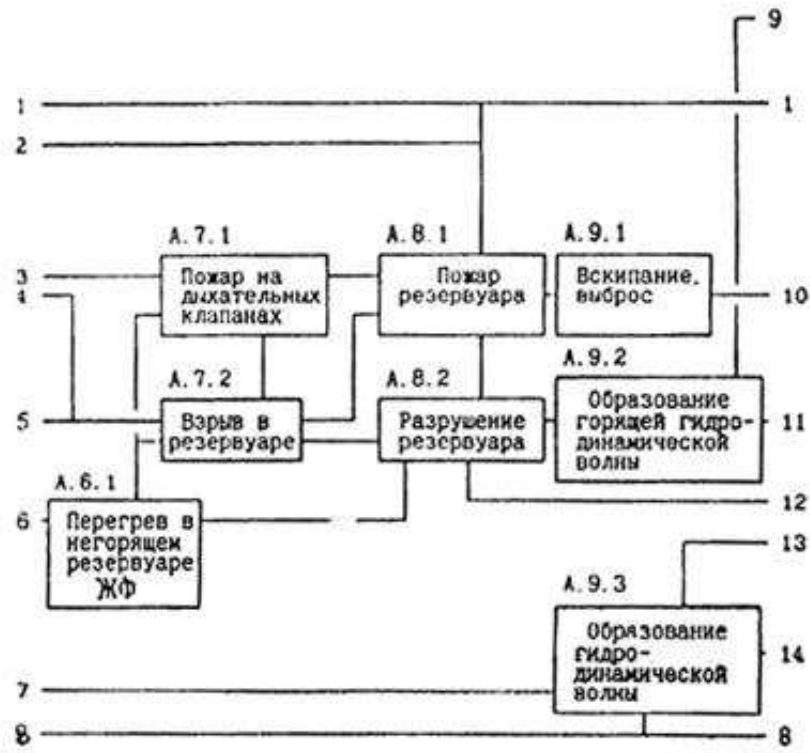 9
1
1
2
А.7.1
А.8.1
А.9.1
3
Пожар на
дыхательных
клапанах
Пожар
резервуара
Вскипание.
выброс
4
10
А.7.2
А.8.2
А.9.2
5
Взрыв в
резервуаре
Разрушение
резервуара
Образование
горящей гидро-
динамической
волны
11
А.6.1
12
6
Перегрев в
негорящем
резервуаре
ЖФ
13
А.9.3
Образование
гидро-
динамической
волны
14
7
8
8